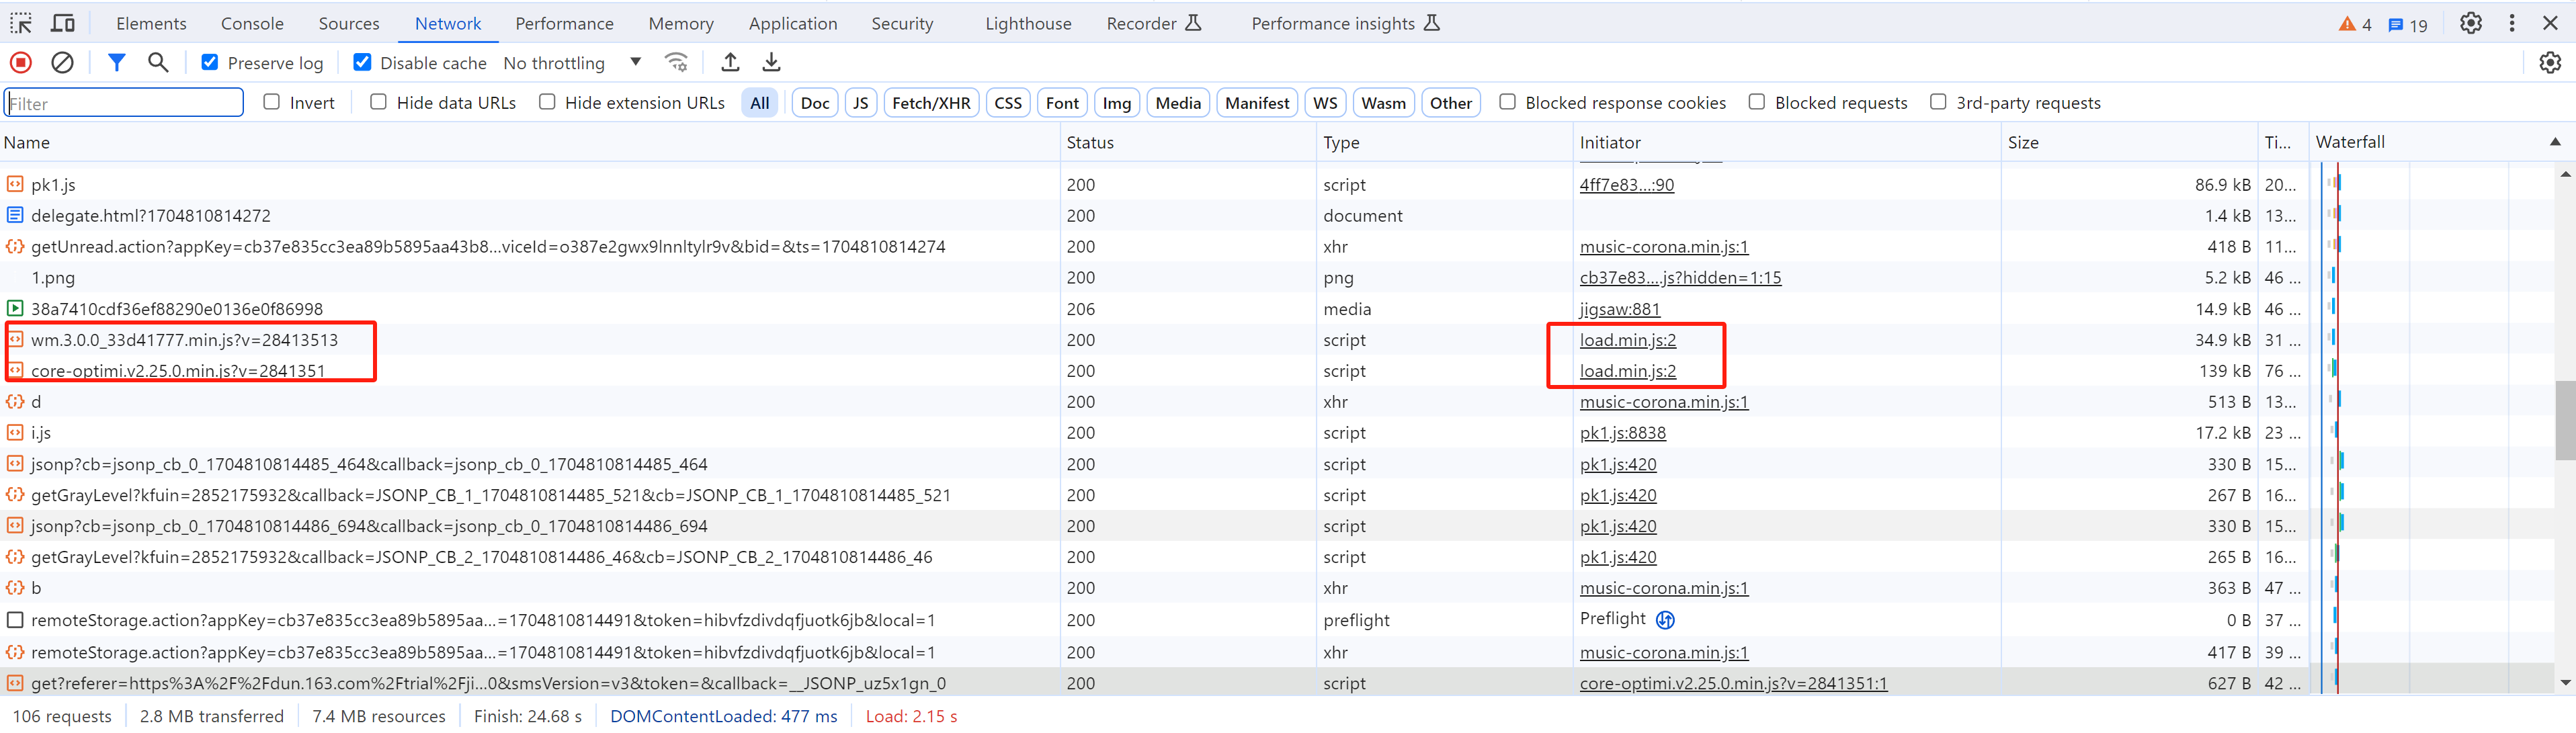 Elements Console Sources Network Performance Memory Application Security Lighthouse Recorder Performance insights 4 19
Preserve log Disable cache No throttling
Filter Invert Hide data URLs Hide extension URLs All Doc JS Fetch/XHR CSS Font Img Media Manifest WS Wasm Other Blocked response cookies Blocked requests 3rd-party requests
Name Status Type Initiator Size Ti... Waterfall
pk1.js 200 script 4ff7e83...:90 86.9 kB 20...
delegate.html?1704810814272 200 document 1.4 kB 13...
getUnread.action?appKey=cb37e835cc3ea89b5895aa43b8...viceId=o387e2gwx9lnnltylr9v&bid=&ts=1704810814274 200 xhr music-corona.min.js:1 418 B 11...
1.png 200 png cb37e83....js?hidden=1:15 5.2 kB 46 ...
38a7410cdf36ef88290e0136e0f86998 206 media jigsaw:881 14.9 kB 46 ...
wm.3.0.0_33d41777.min.js?v=28413513 200 script load.min.js:2 34.9 kB 31 ...
core-optimi.v2.25.0.min.js?v=2841351 200 script load.min.js:2 139 kB 76 ...
d 200 xhr music-corona.min.js:1 513 B 13...
i.js 200 script pk1.js:8838 17.2 kB 23 ...
jsonp?cb=jsonp_cb_0_1704810814485_464&callback=jsonp_cb_0_1704810814485_464 200 script pk1.js:420 330 B 15...
getGrayLevel?kfuin=2852175932&callback=JSONP_CB_1_1704810814485_521&cb=JSONP_CB_1_1704810814485_521 200 script pk1.js:420 267 B 16...
jsonp?cb=jsonp_cb_0_1704810814486_694&callback=jsonp_cb_0_1704810814486_694 200 script pk1.js:420 330 B 15...
getGrayLevel?kfuin=2852175932&callback=JSONP_CB_2_1704810814486_46&cb=JSONP_CB_2_1704810814486_46 200 script pk1.js:420 265 B 16...
b 200 xhr music-corona.min.js:1 363 B 47 ...
remoteStorage.action?appKey=cb37e835cc3ea89b5895aa...=1704810814491&token=hibvfzdivdqfjuotk6jb&local=1 200 preflight Preflight 0 B 37 ...
remoteStorage.action?appKey=cb37e835cc3ea89b5895aa...=1704810814491&token=hibvfzdivdqfjuotk6jb&local=1 200 xhr music-corona.min.js:1 417 B 39 ...
get?referer=https%3A%2F%2Fdun.163.com%2Ftrial%2Fji...0&smsVersion=v3&token=&callback=__JSONP_uz5x1gn_0 200 script core-optimi.v2.25.0.min.js?v=2841351:1 627 B 42 ...
106 requests 2.8 MB transferred 7.4 MB resources Finish: 24.68 s DOMContentLoaded: 477 ms Load: 2.15 s